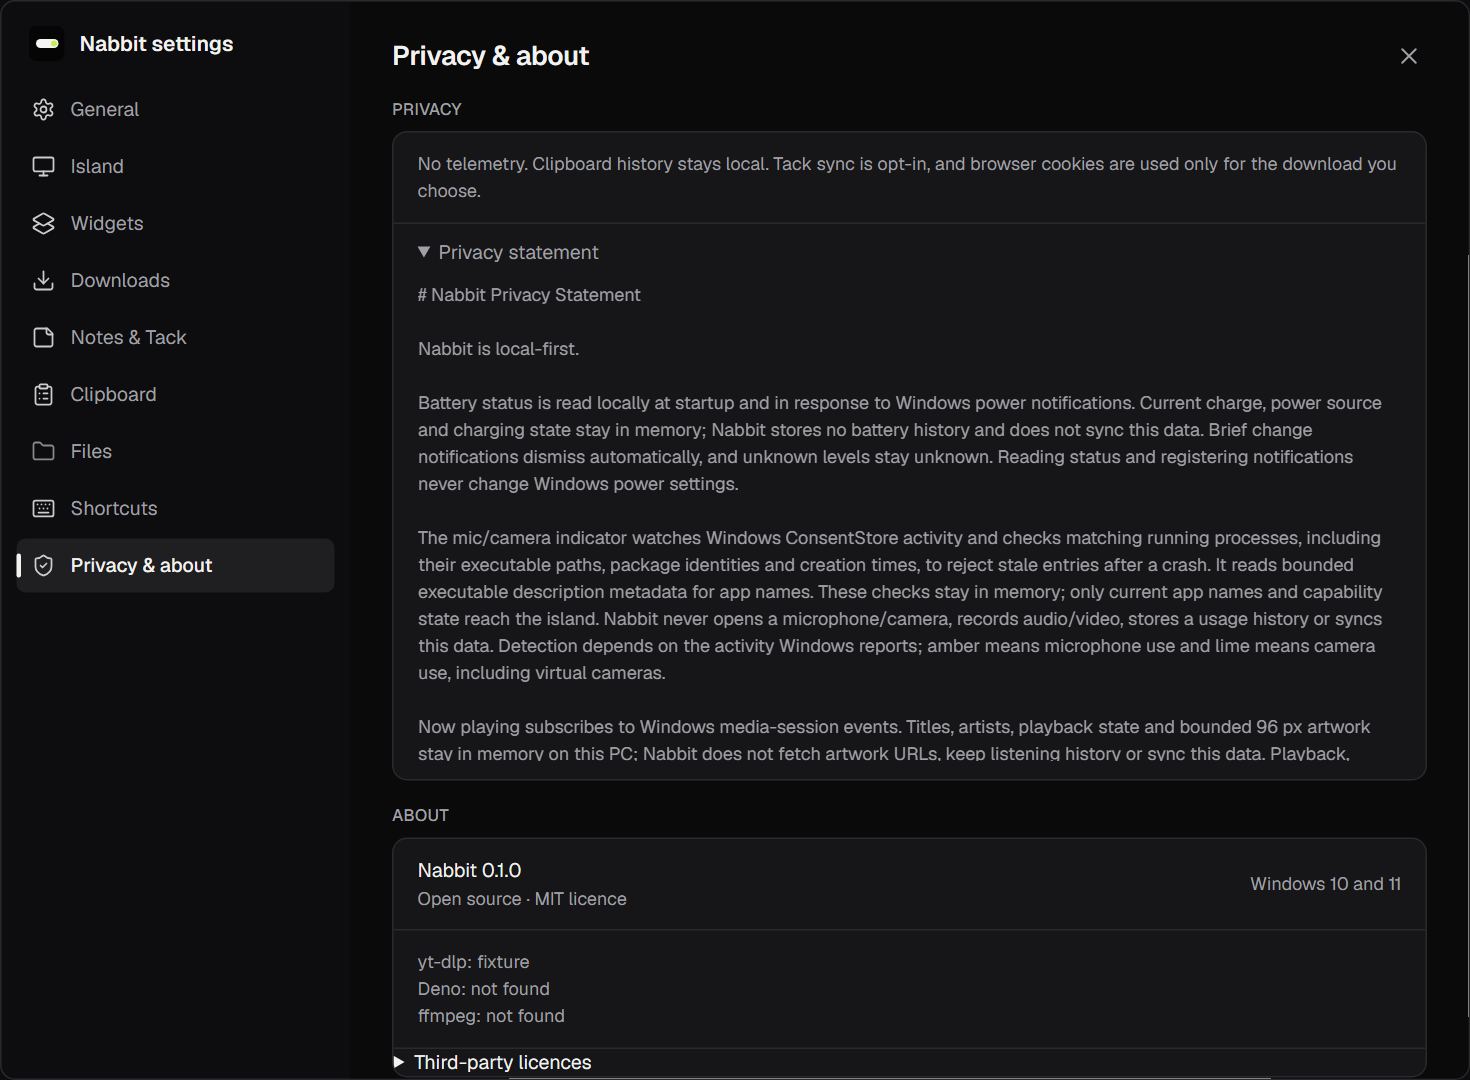 Nabbit settings
General
Island
Widgets
Downloads
Notes & Tack
Clipboard
Files
Shortcuts
Privacy & about
Privacy & about
PRIVACY
No telemetry. Clipboard history stays local. Tack sync is opt-in, and browser cookies are used only for the download you
choose.
Privacy statement
# Nabbit Privacy Statement
Nabbit is local-first.
Battery status is read locally at startup and in response to Windows power notifications. Current charge, power source
and charging state stay in memory; Nabbit stores no battery history and does not sync this data. Brief change
notifications dismiss automatically, and unknown levels stay unknown. Reading status and registering notifications
never change Windows power settings.
The mic/camera indicator watches Windows ConsentStore activity and checks matching running processes, including
their executable paths, package identities and creation times, to reject stale entries after a crash. It reads bounded
executable description metadata for app names. These checks stay in memory; only current app names and capability
state reach the island. Nabbit never opens a microphone/camera, records audio/video, stores a usage history or syncs
this data. Detection depends on the activity Windows reports; amber means microphone use and lime means camera
use, including virtual cameras.
Now playing subscribes to Windows media-session events. Titles, artists, playback state and bounded 96 px artwork
stay in memory on this PC; Nabbit does not fetch artwork URLs, keep listening history or sync this data. Playback,
ABOUT
Nabbit 0.1.0
Open source · MIT licence
Windows 10 and 11
yt-dlp: fixture
Deno: not found
ffmpeg: not found
Third-party licences